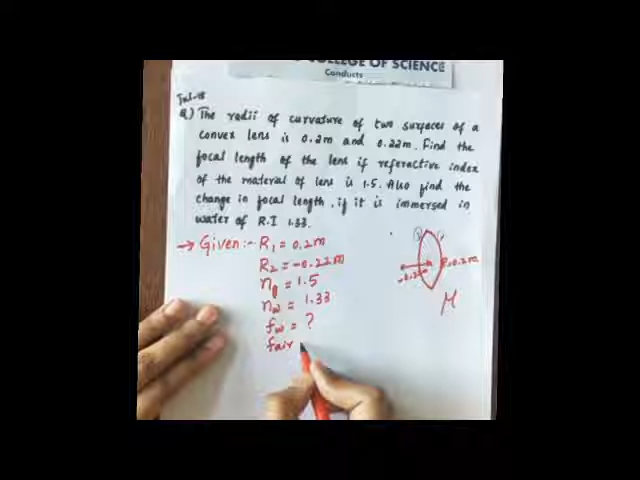 COLLEGE OF SCIENCE
Conducts
Q) The radii of curvature of two surfaces of a
convex lens is 0.2m and 0.22m. Find the
focal length of the lens if refractive index
of the material of lens is 1.5. Also find the
change in focal length, if it is immersed in
water of R.I 1.33.
→ Given:- R1 = 0.2m
R2 = -0.22m
ng = 1.5
nw = 1.33
fw = ?
fair